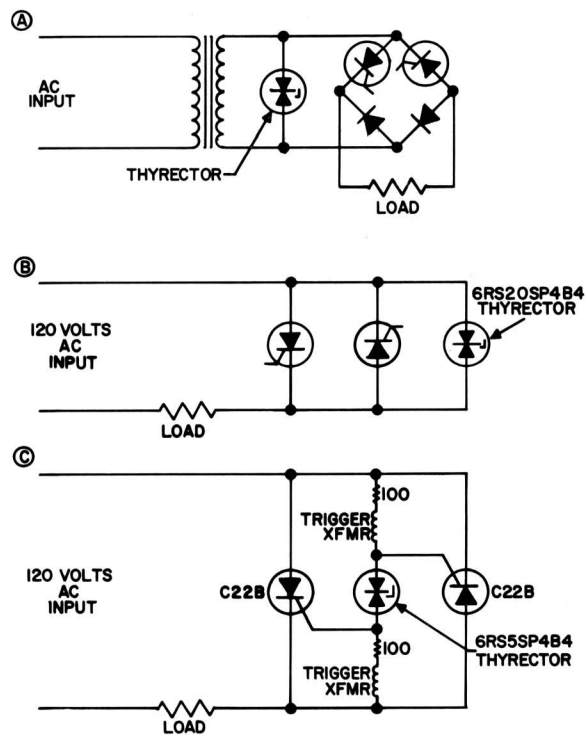 A
AC
INPUT
THYRECTOR
LOAD
B
120 VOLTS
AC
INPUT
6RS20SP4B4
THYRECTOR
LOAD
C
120 VOLTS
AC
INPUT
100
TRIGGER
XFMR
C22B
C22B
6RS5SP4B4
THYRECTOR
100
TRIGGER
XFMR
LOAD